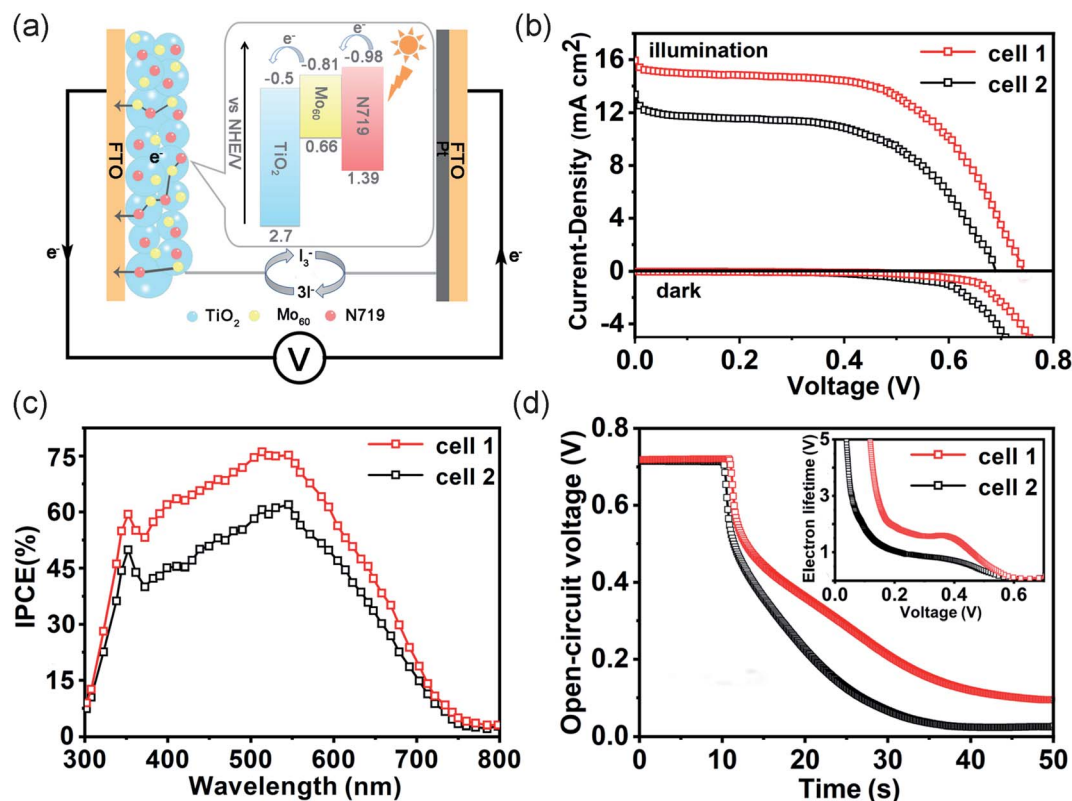 (a)
FTO
e⁻
vs NHE/V
e⁻
e⁻
-0.5
-0.81
-0.98
TiO₂
Mo₆₀
N719
0.66
1.39
2.7
Pt
FTO
e⁻
e⁻
I₃⁻
3I⁻
TiO₂ Mo₆₀ N719
V
(b)
Current-Density (mA cm²)
16
12
8
4
0
-4
illumination
cell 1
cell 2
dark
0.0 0.2 0.4 0.6 0.8
Voltage (V)
(c)
IPCE(%)
75
60
45
30
15
0
cell 1
cell 2
300 400 500 600 700 800
Wavelength (nm)
(d)
Open-circuit voltage (V)
0.8
0.6
0.4
0.2
0.0
cell 1
cell 2
Electron lifetime (V)
5
3
1
0.0 0.2 0.4 0.6
Voltage (V)
0 10 20 30 40 50
Time (s)